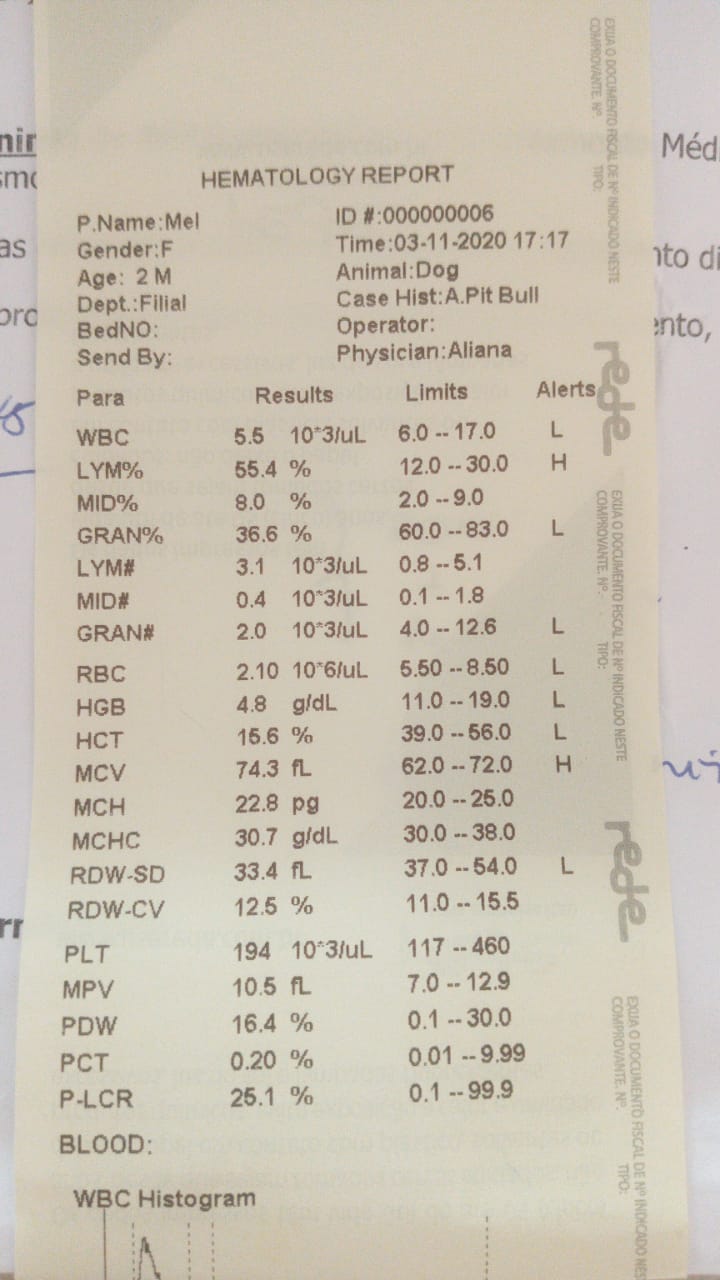 HEMATOLOGY REPORT
P.Name:Mel ID #:000000006
Gender:F Time:03-11-2020 17:17
Age: 2 M Animal:Dog
Dept.:Filial Case Hist:A.Pit Bull
BedNO: Operator:
Send By: Physician:Aliana
Para Results Limits Alerts
WBC 5.5 10*3/uL 6.0 -- 17.0 L
LYM% 55.4 % 12.0 -- 30.0 H
MID% 8.0 % 2.0 -- 9.0
GRAN% 36.6 % 60.0 -- 83.0 L
LYM# 3.1 10*3/uL 0.8 -- 5.1
MID# 0.4 10*3/uL 0.1 -- 1.8
GRAN# 2.0 10*3/uL 4.0 -- 12.6 L
RBC 2.10 10*6/uL 5.50 -- 8.50 L
HGB 4.8 g/dL 11.0 -- 19.0 L
HCT 15.6 % 39.0 -- 56.0 L
MCV 74.3 fL 62.0 -- 72.0 H
MCH 22.8 pg 20.0 -- 25.0
MCHC 30.7 g/dL 30.0 -- 38.0
RDW-SD 33.4 fL 37.0 -- 54.0 L
RDW-CV 12.5 % 11.0 -- 15.5
PLT 194 10*3/uL 117 -- 460
MPV 10.5 fL 7.0 -- 12.9
PDW 16.4 % 0.1 -- 30.0
PCT 0.20 % 0.01 -- 9.99
P-LCR 25.1 % 0.1 -- 99.9
BLOOD:
WBC Histogram
EXIJA O DOCUMENTO FISCAL DE Nº INDICADO NESTE
COMPROVANTE. Nº. TIPO:
rede
EXIJA O DOCUMENTO FISCAL DE Nº INDICADO NESTE
COMPROVANTE. Nº. TIPO:
rede
EXIJA O DOCUMENTO FISCAL DE Nº INDICADO NESTE
COMPROVANTE. Nº. TIPO: